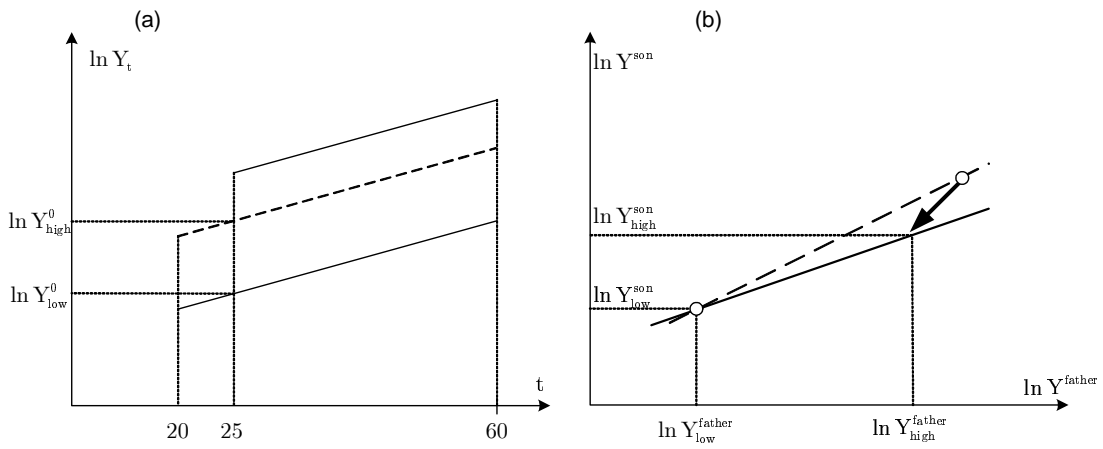 (a)
ln Y_t
ln Y^0_high
ln Y^0_low
t
20 25 60
(b)
ln Y^son
ln Y^son_high
ln Y^son_low
ln Y^father
ln Y^father_low
ln Y^father_high